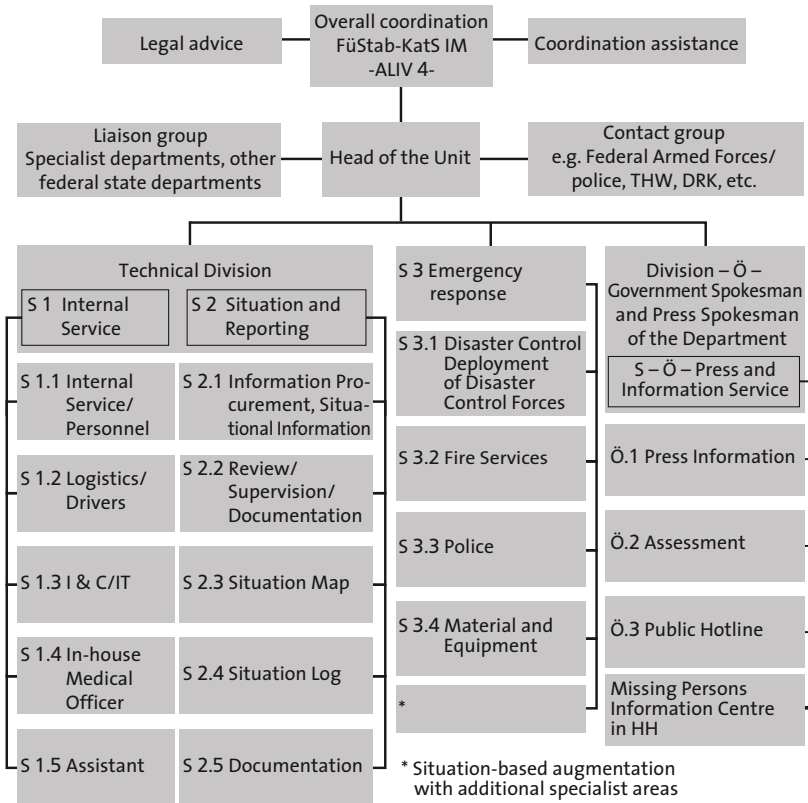 Legal advice
Overall coordination
FüStab-KatS IM
-ALIV 4-
Coordination assistance
Liaison group
Specialist departments, other
federal state departments
Head of the Unit
Contact group
e.g. Federal Armed Forces/
police, THW, DRK, etc.
Technical Division
S 1 Internal
Service
S 2 Situation and
Reporting
S 1.1 Internal
Service/
Personnel
S 1.2 Logistics/
Drivers
S 1.3 I & C/IT
S 1.4 In-house
Medical
Officer
S 1.5 Assistant
S 2.1 Information Pro-
curement, Situa-
tional Information
S 2.2 Review/
Supervision/
Documentation
S 2.3 Situation Map
S 2.4 Situation Log
S 2.5 Documentation
S 3 Emergency
response
S 3.1 Disaster Control
Deployment
of Disaster
Control Forces
S 3.2 Fire Services
S 3.3 Police
S 3.4 Material and
Equipment
*
Division – Ö –
Government Spokesman
and Press Spokesman
of the Department
S – Ö – Press and
Information Service
Ö.1 Press Information
Ö.2 Assessment
Ö.3 Public Hotline
Missing Persons
Information Centre
in HH
* Situation-based augmentation
with additional specialist areas